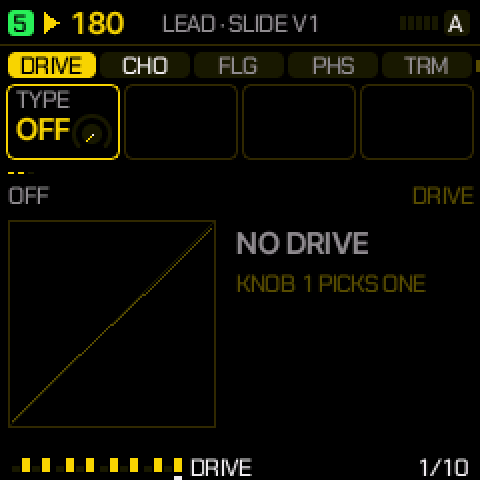 5 180 LEAD · SLIDE V1 A
DRIVE CHO FLG PHS TRM
TYPE
OFF
OFF DRIVE
NO DRIVE
KNOB 1 PICKS ONE
DRIVE 1/10